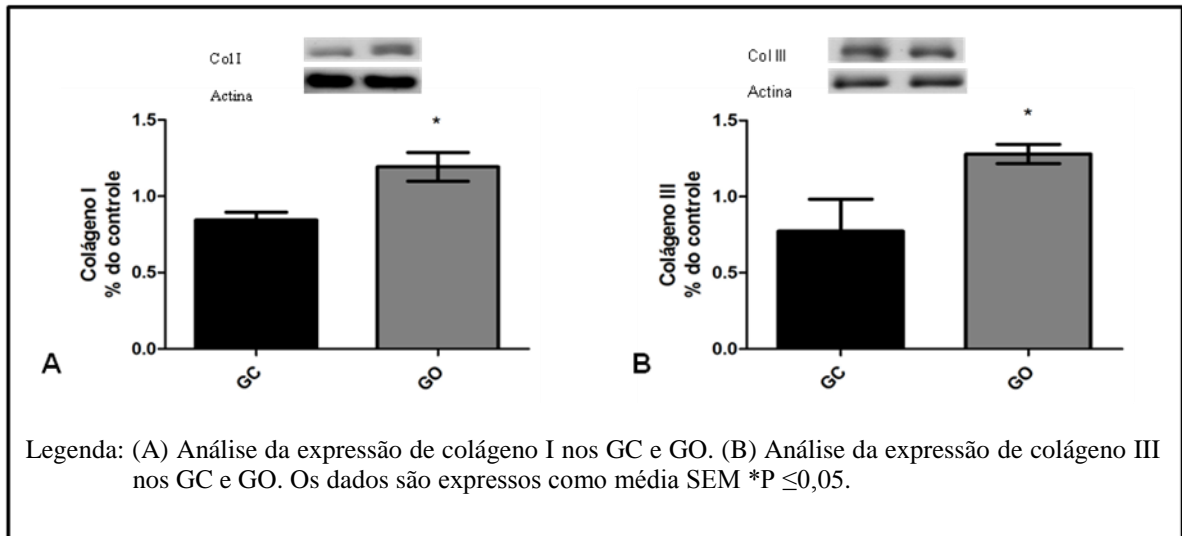 Col I
Actina
*
1.5
1.0
0.5
0.0
Colágeno I
% do controle
GC
GO
A
Col III
Actina
*
1.5
1.0
0.5
0.0
Colágeno III
% do controle
GC
GO
B
Legenda: (A) Análise da expressão de colágeno I nos GC e GO. (B) Análise da expressão de colágeno III
nos GC e GO. Os dados são expressos como média SEM *P ≤0,05.